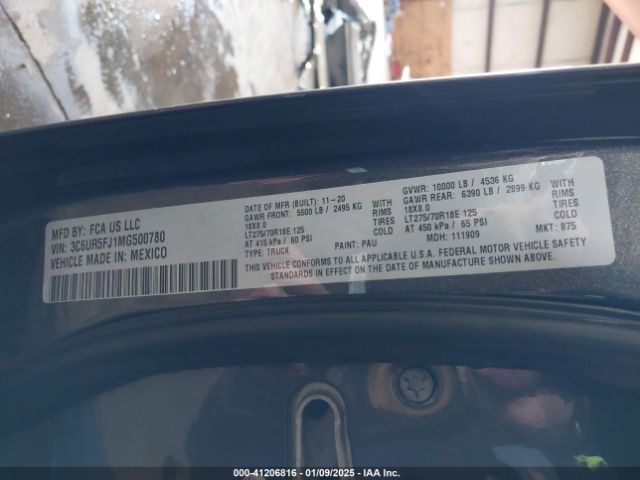 MFD BY: FCA US LLC
VIN: 3C6UR5FJ1MG500780
VEHICLE MADE IN: MEXICO
DATE OF MFR (BUILT): 11-20
GAWR FRONT: 5500 LB / 2495 KG WITH
18X8.0 TIRES
LT275/70R18E 125 RIMS
AT 415 kPa / 60 PSI COLD
TYPE: TRUCK PAINT: PAU
GVWR: 10000 LB / 4536 KG
GAWR REAR: 6390 LB / 2899 KG WITH
18X8.0 TIRES
LT275/70R18E 125 RIMS
AT 450 kPa / 65 PSI COLD
MDH: 111909 MKT: 875
THIS VEHICLE CONFORMS TO ALL APPLICABLE U.S.A. FEDERAL MOTOR VEHICLE SAFETY
STANDARDS IN EFFECT ON THE DATE OF MANUFACTURE SHOWN ABOVE.
000-41206816 - 01/09/2025 - IAA Inc.